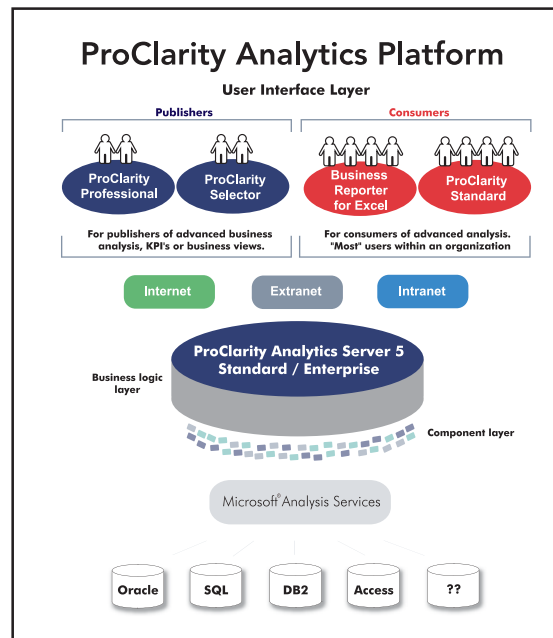 ProClarity Analytics Platform
User Interface Layer
Publishers
Consumers
ProClarity
Professional
ProClarity
Selector
Business
Reporter
for Excel
ProClarity
Standard
For publishers of advanced business
analysis, KPI's or business views.
For consumers of advanced analysis.
"Most" users within an organization
Internet
Extranet
Intranet
ProClarity Analytics Server 5
Standard / Enterprise
Business logic
layer
Component layer
Microsoft® Analysis Services
Oracle
SQL
DB2
Access
??